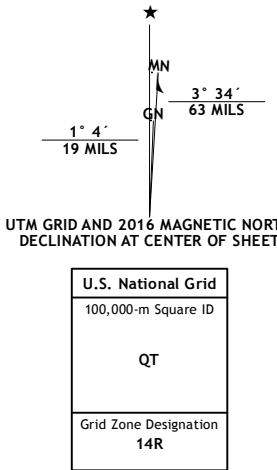 ★
MN
GN
3° 34´
63 MILS
1° 4´
19 MILS
UTM GRID AND 2016 MAGNETIC NORT
DECLINATION AT CENTER OF SHEET
U.S. National Grid
100,000-m Square ID
QT
Grid Zone Designation
14R